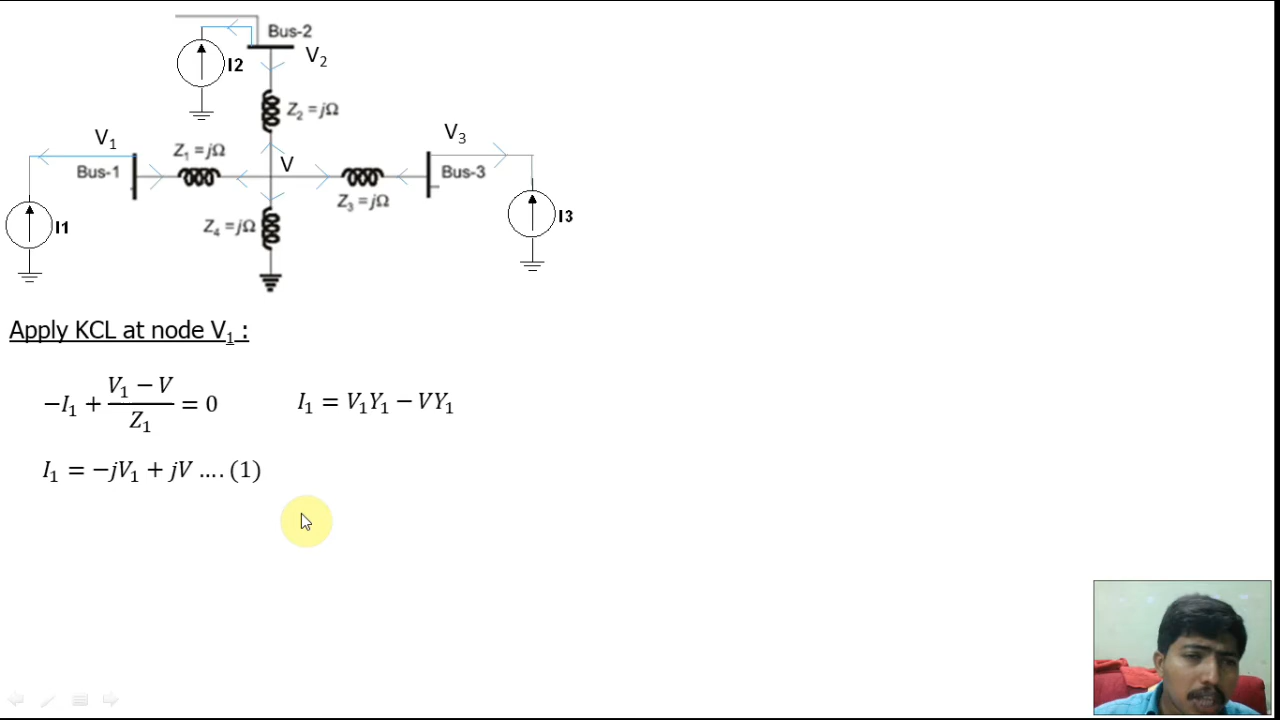 Bus-2
I2
V2
Z2 = jΩ
V1
V3
Z1 = jΩ
V
Bus-1
Bus-3
Z3 = jΩ
I1
Z4 = jΩ
I3
Apply KCL at node V1 :
−I1 + (V1 − V)/Z1 = 0
I1 = V1Y1 − VY1
I1 = −jV1 + jV .... (1)